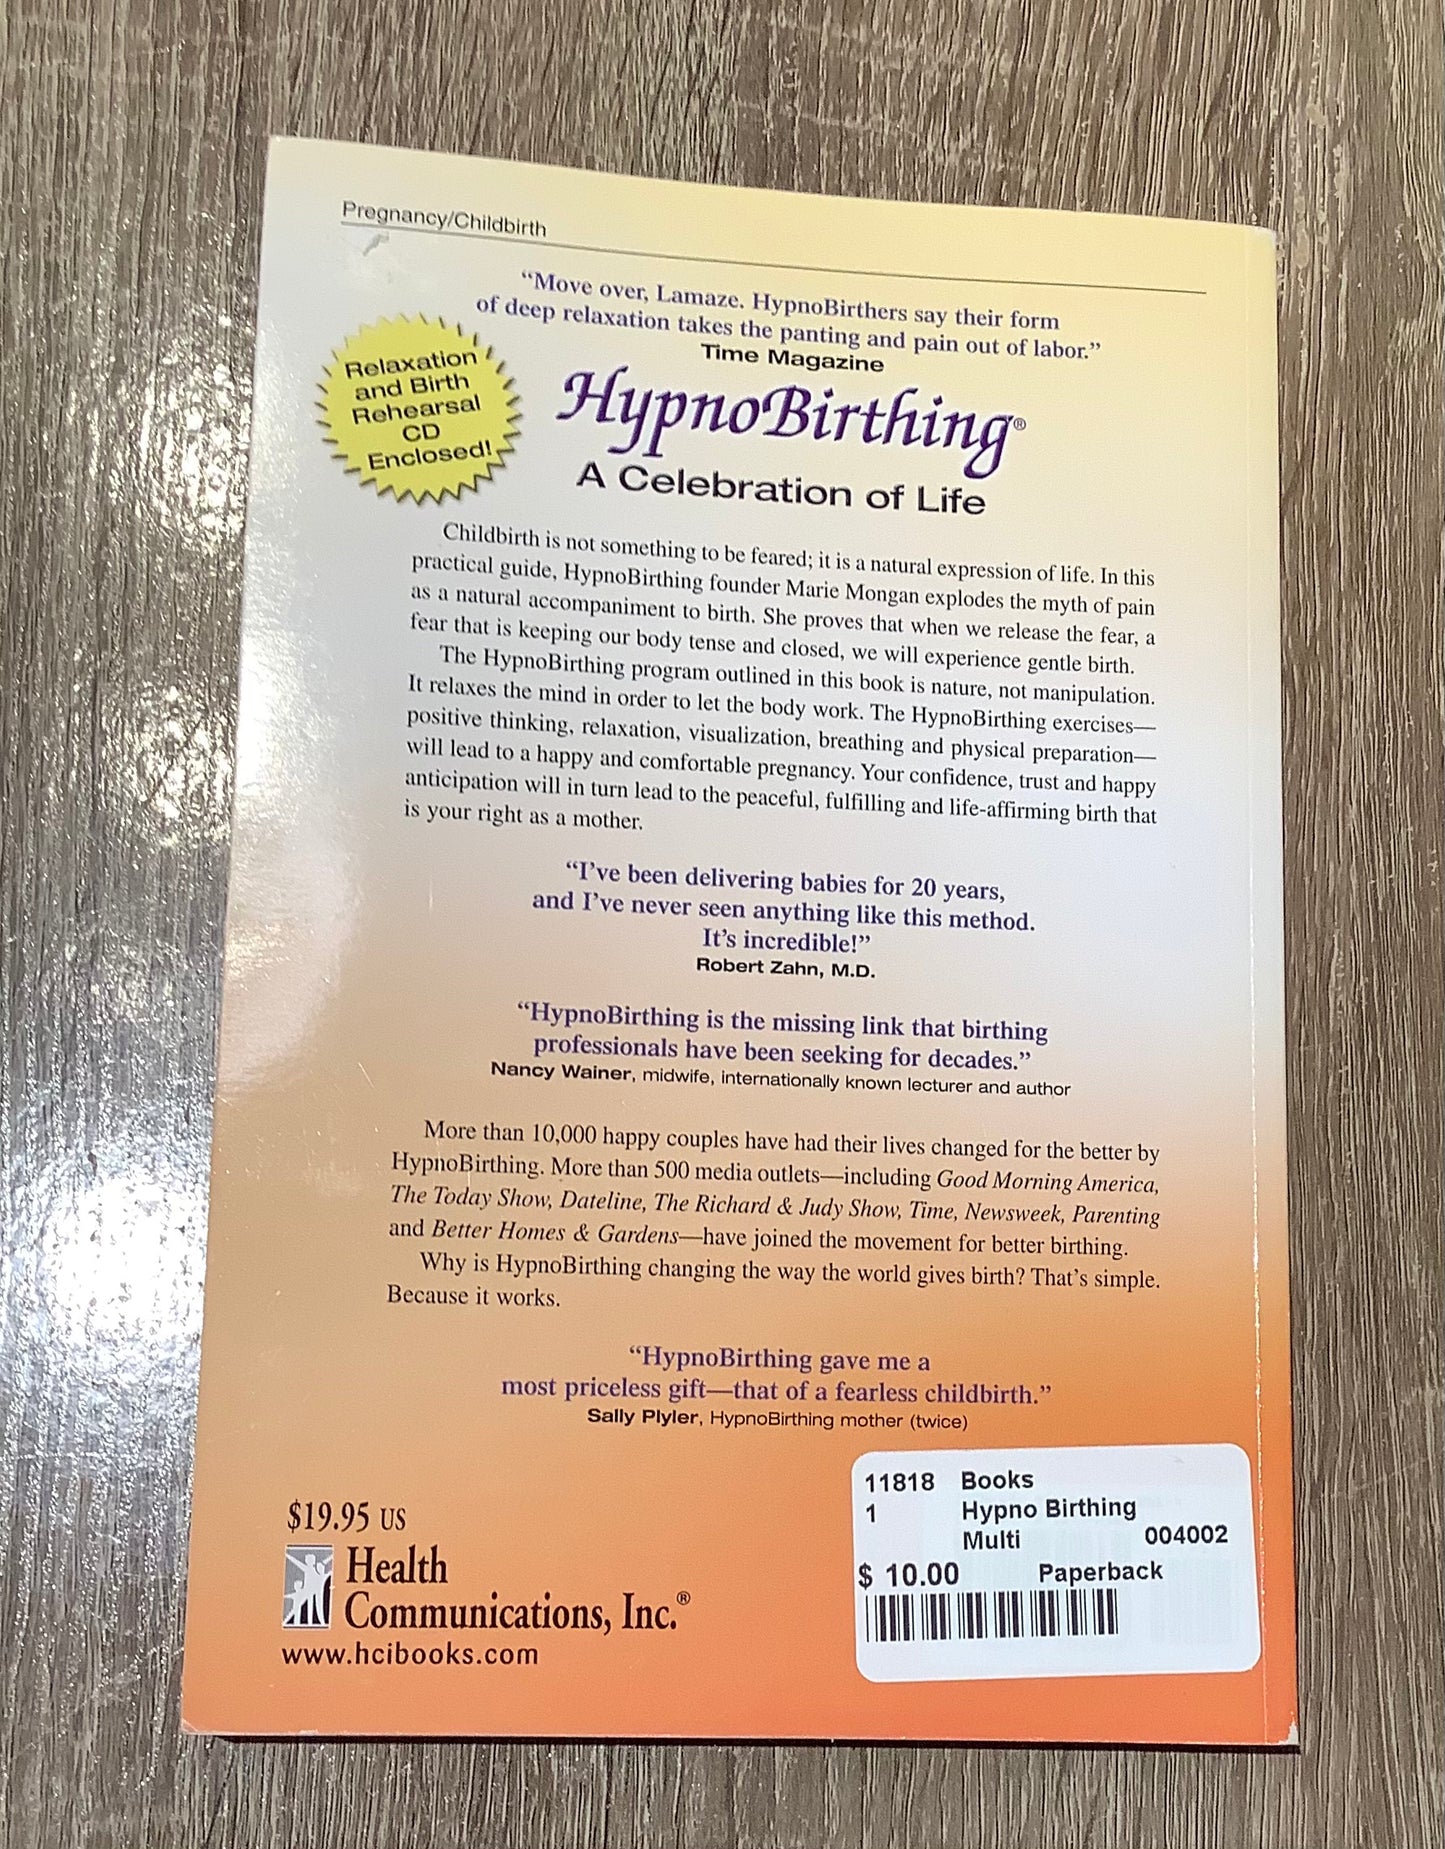 Pregnancy/Childbirth
“Move over, Lamaze. HypnoBirthers say their form
of deep relaxation takes the panting and pain out of labor.”
Time Magazine
Relaxation
and Birth
Rehearsal
CD
Enclosed!
HypnoBirthing®
A Celebration of Life
Childbirth is not something to be feared; it is a natural expression of life. In this
practical guide, HypnoBirthing founder Marie Mongan explodes the myth of pain
as a natural accompaniment to birth. She proves that when we release the fear, a
fear that is keeping our body tense and closed, we will experience gentle birth.
The HypnoBirthing program outlined in this book is nature, not manipulation.
It relaxes the mind in order to let the body work. The HypnoBirthing exercises—
positive thinking, relaxation, visualization, breathing and physical preparation—
will lead to a happy and comfortable pregnancy. Your confidence, trust and happy
anticipation will in turn lead to the peaceful, fulfilling and life-affirming birth that
is your right as a mother.
“I’ve been delivering babies for 20 years,
and I’ve never seen anything like this method.
It’s incredible!”
Robert Zahn, M.D.
“HypnoBirthing is the missing link that birthing
professionals have been seeking for decades.”
Nancy Wainer, midwife, internationally known lecturer and author
More than 10,000 happy couples have had their lives changed for the better by
HypnoBirthing. More than 500 media outlets—including Good Morning America,
The Today Show, Dateline, The Richard & Judy Show, Time, Newsweek, Parenting
and Better Homes & Gardens—have joined the movement for better birthing.
Why is HypnoBirthing changing the way the world gives birth? That’s simple.
Because it works.
“HypnoBirthing gave me a
most priceless gift—that of a fearless childbirth.”
Sally Plyler, HypnoBirthing mother (twice)
$19.95 US
Health
Communications, Inc.®
www.hcibooks.com
11818 Books
1 Hypno Birthing
Multi 004002
$ 10.00 Paperback